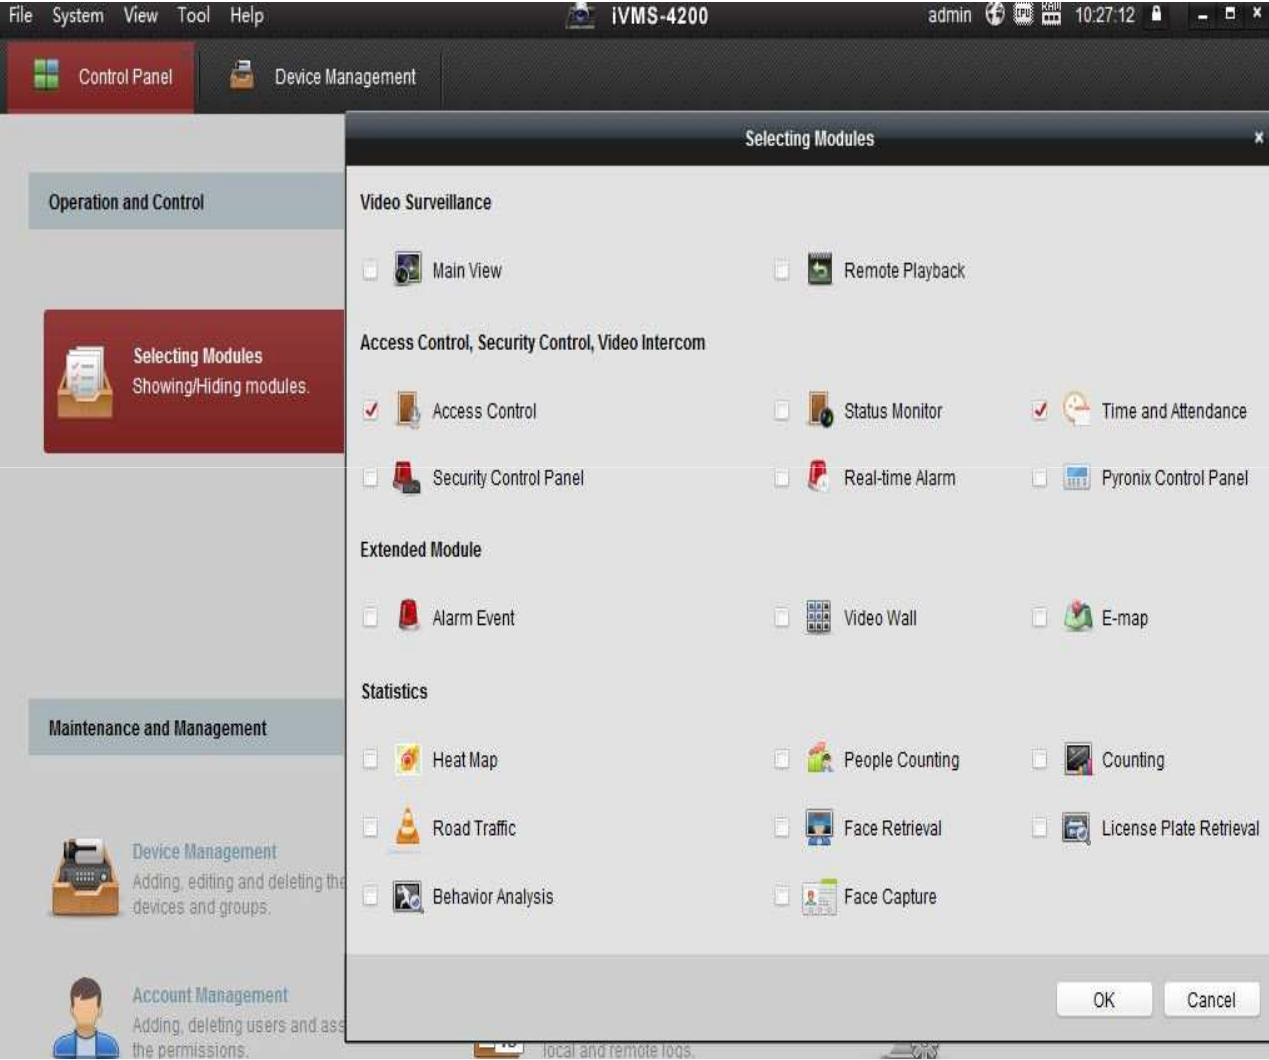 File System View Tool Help
iVMS-4200
admin CPU RAM 10:27:12
Control Panel
Device Management
Selecting Modules
Operation and Control
Selecting Modules
Showing/Hiding modules.
Video Surveillance
Main View
Remote Playback
Access Control, Security Control, Video Intercom
Access Control
Status Monitor
Time and Attendance
Security Control Panel
Real-time Alarm
Pyronix Control Panel
Extended Module
Alarm Event
Video Wall
E-map
Statistics
Heat Map
People Counting
Counting
Road Traffic
Face Retrieval
License Plate Retrieval
Behavior Analysis
Face Capture
Maintenance and Management
Device Management
Adding, editing and deleting the
devices and groups.
Account Management
Adding, deleting users and ass
the permissions.
local and remote logs.
OK
Cancel